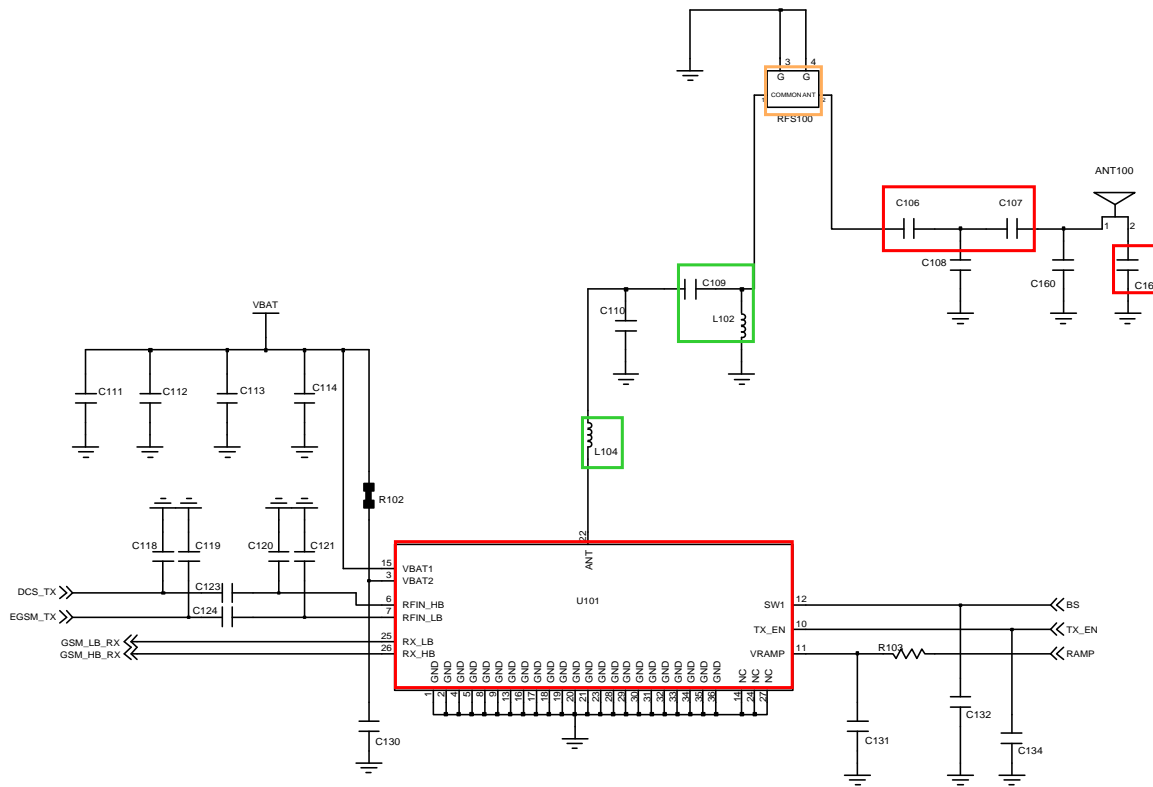 3 4
G G
COMMON ANT
1 2
RFS100
ANT100
C106 C107
1 2
C108 C160
C109
L102
C110
VBAT
C111 C112 C113 C114
L104
R102
22
ANT
C118 C119 C120 C121
15 VBAT1
3 VBAT2
U101
DCS_TX C123 6 RFIN_HB SW1 12 BS
EGSM_TX C124 7 RFIN_LB TX_EN 10 TX_EN
GSM_LB_RX 25 RX_LB
GSM_HB_RX 26 RX_HB VRAMP 11 R103 RAMP
GND GND GND GND GND GND GND GND GND GND GND GND GND GND GND GND GND GND GND GND GND GND GND NC NC NC
1 2 4 5 8 9 13 16 17 18 19 20 21 23 28 29 30 31 32 33 34 35 36 14 24 27
C130 C131 C132 C134